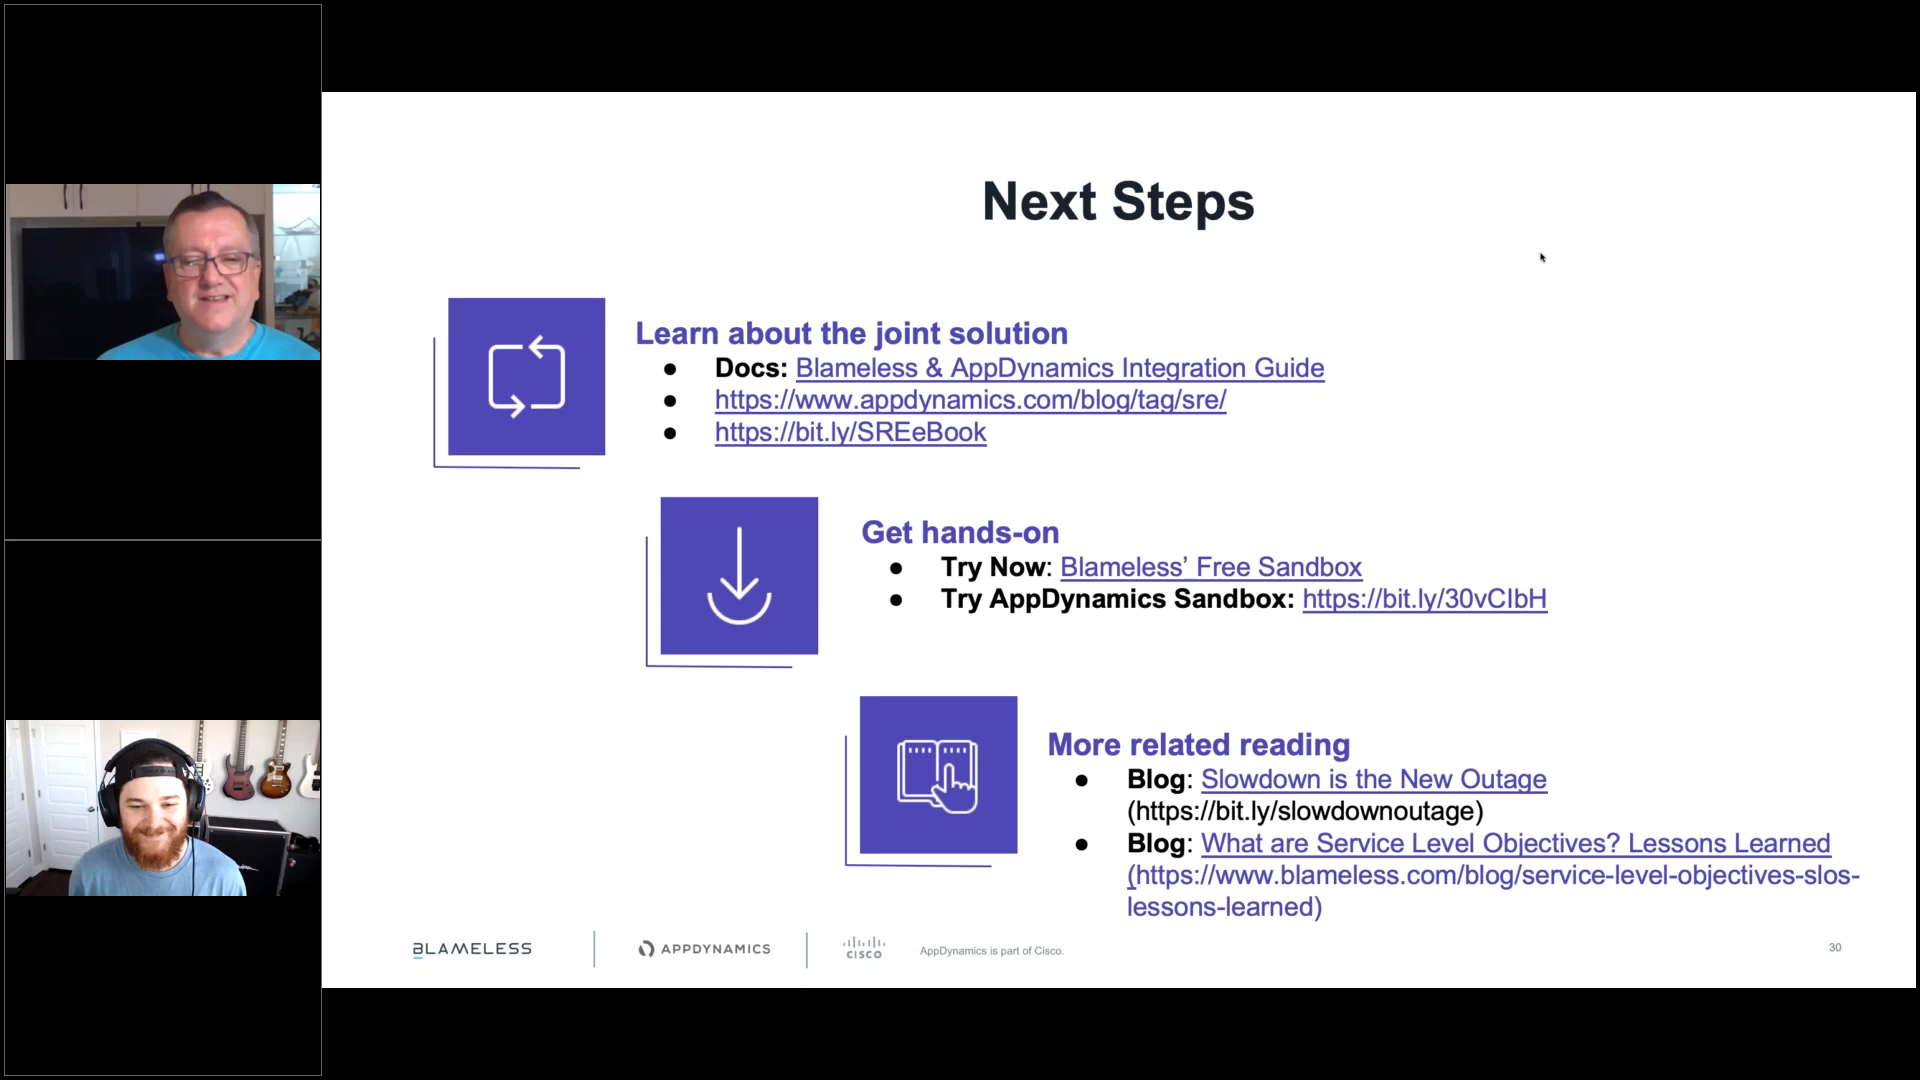 Next Steps
Learn about the joint solution
● Docs: Blameless & AppDynamics Integration Guide
● https://www.appdynamics.com/blog/tag/sre/
● https://bit.ly/SREeBook
Get hands-on
● Try Now: Blameless’ Free Sandbox
● Try AppDynamics Sandbox: https://bit.ly/30vCIbH
More related reading
● Blog: Slowdown is the New Outage
(https://bit.ly/slowdownoutage)
● Blog: What are Service Level Objectives? Lessons Learned
(https://www.blameless.com/blog/service-level-objectives-slos-
lessons-learned)
BLAMELESS
APPDYNAMICS
CISCO
AppDynamics is part of Cisco.
30